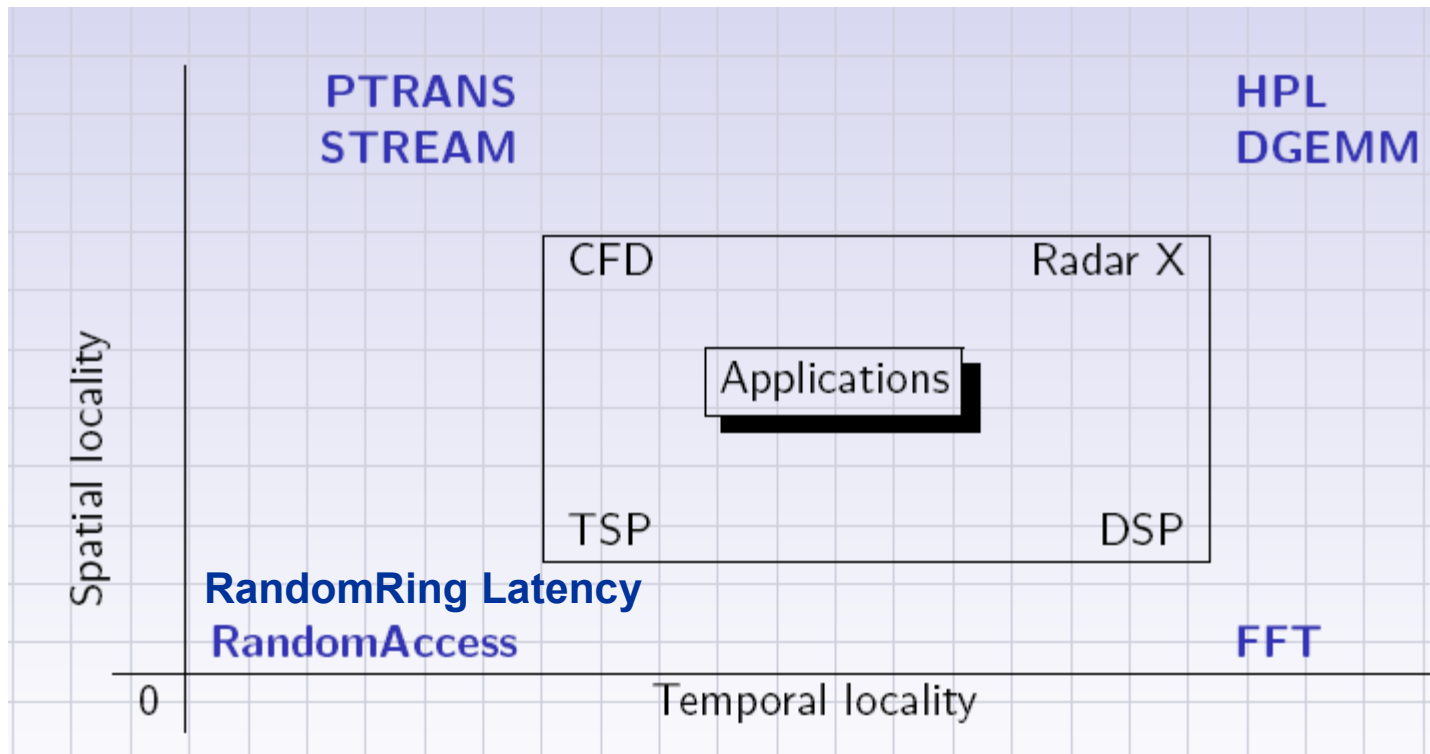 PTRANS
STREAM
HPL
DGEMM
CFD
Radar X
Applications
TSP
DSP
Spatial locality
RandomRing Latency
RandomAccess
FFT
0
Temporal locality